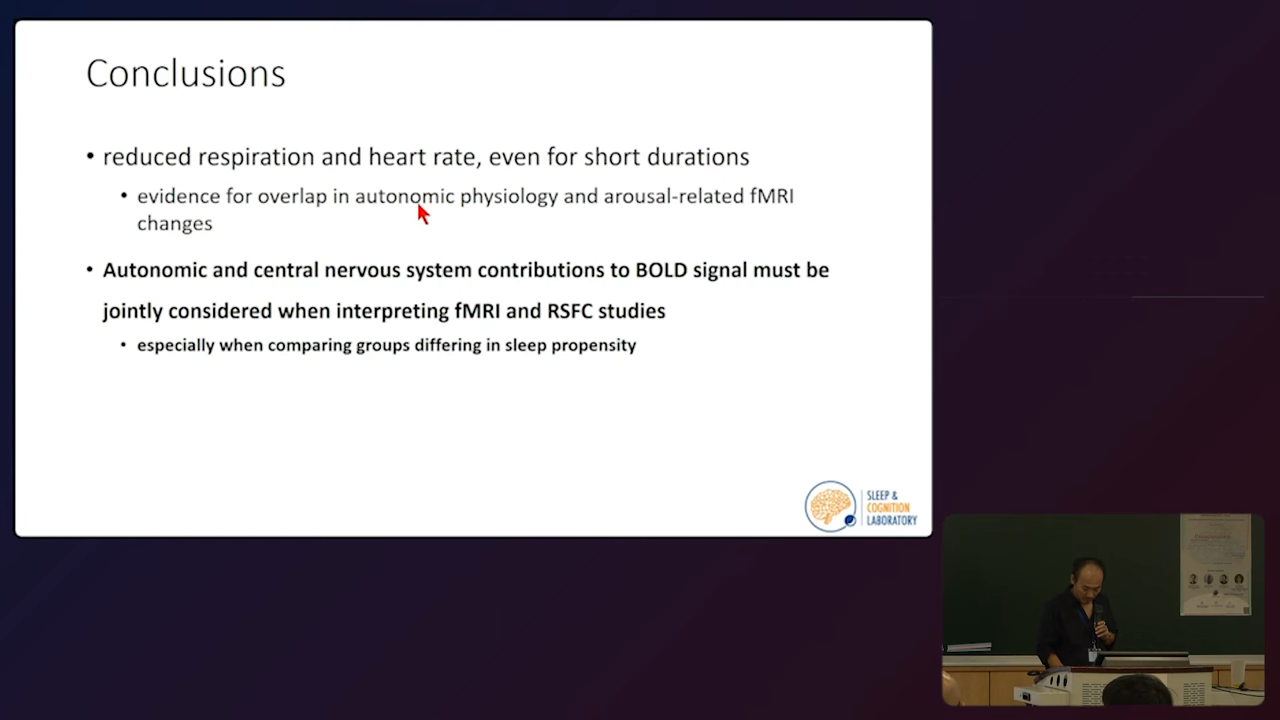 Conclusions
• reduced respiration and heart rate, even for short durations
• evidence for overlap in autonomic physiology and arousal-related fMRI
changes
• Autonomic and central nervous system contributions to BOLD signal must be
jointly considered when interpreting fMRI and RSFC studies
• especially when comparing groups differing in sleep propensity
SLEEP &
COGNITION
LABORATORY